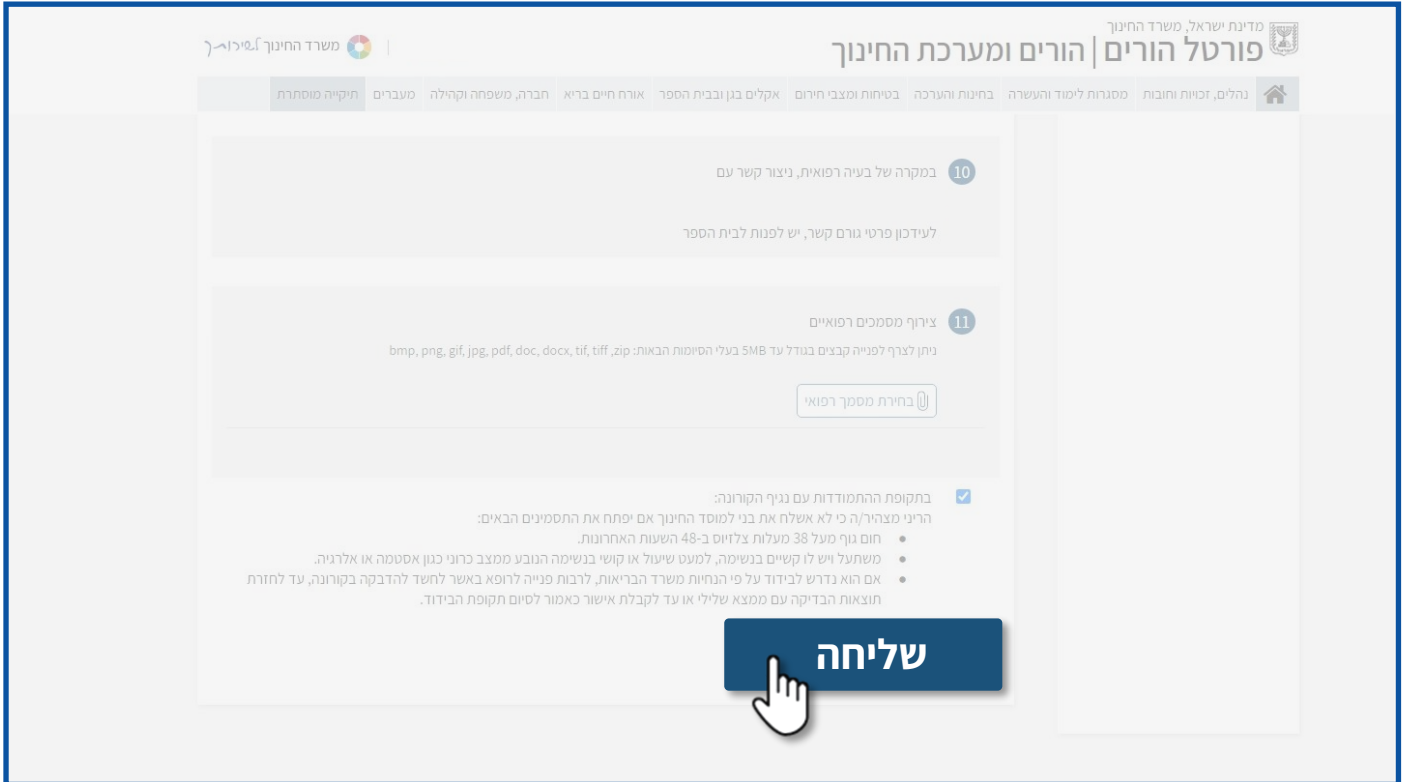 מדינת ישראל, משרד החינוך
פורטל הורים | הורים ומערכת החינוך
משרד החינוך לשירותך
נהלים, זכויות וחובות מסגרות לימוד והעשרה בחינות והערכה בטיחות ומצבי חירום אקלים בגן ובבית הספר אורח חיים בריא חברה, משפחה וקהילה מעברים תיקייה מוסתרת
10 במקרה של בעיה רפואית, ניצור קשר עם
לעידכון פרטי גורם קשר, יש לפנות לבית הספר
11 צירוף מסמכים רפואיים
ניתן לצרף לפנייה קבצים בגודל עד 5MB בעלי הסיומות הבאות: bmp, png, gif, jpg, pdf, doc, docx, tif, tiff ,zip
בחירת מסמך רפואי
בתקופת ההתמודדות עם נגיף הקורונה:
הריני מצהיר/ה כי לא אשלח את בני למוסד החינוך אם יפתח את התסמינים הבאים:
● חום גוף מעל 38 מעלות צלזיוס ב-48 השעות האחרונות.
● משתעל ויש לו קשיים בנשימה, למעט שיעול או קושי בנשימה הנובע ממצב כרוני כגון אסטמה או אלרגיה.
● אם הוא נדרש לבידוד על פי הנחיות משרד הבריאות, לרבות פנייה לרופא באשר לחשד להדבקה בקורונה, עד לחזרת
תוצאות הבדיקה עם ממצא שלילי או עד לקבלת אישור כאמור לסיום תקופת הבידוד.
שליחה